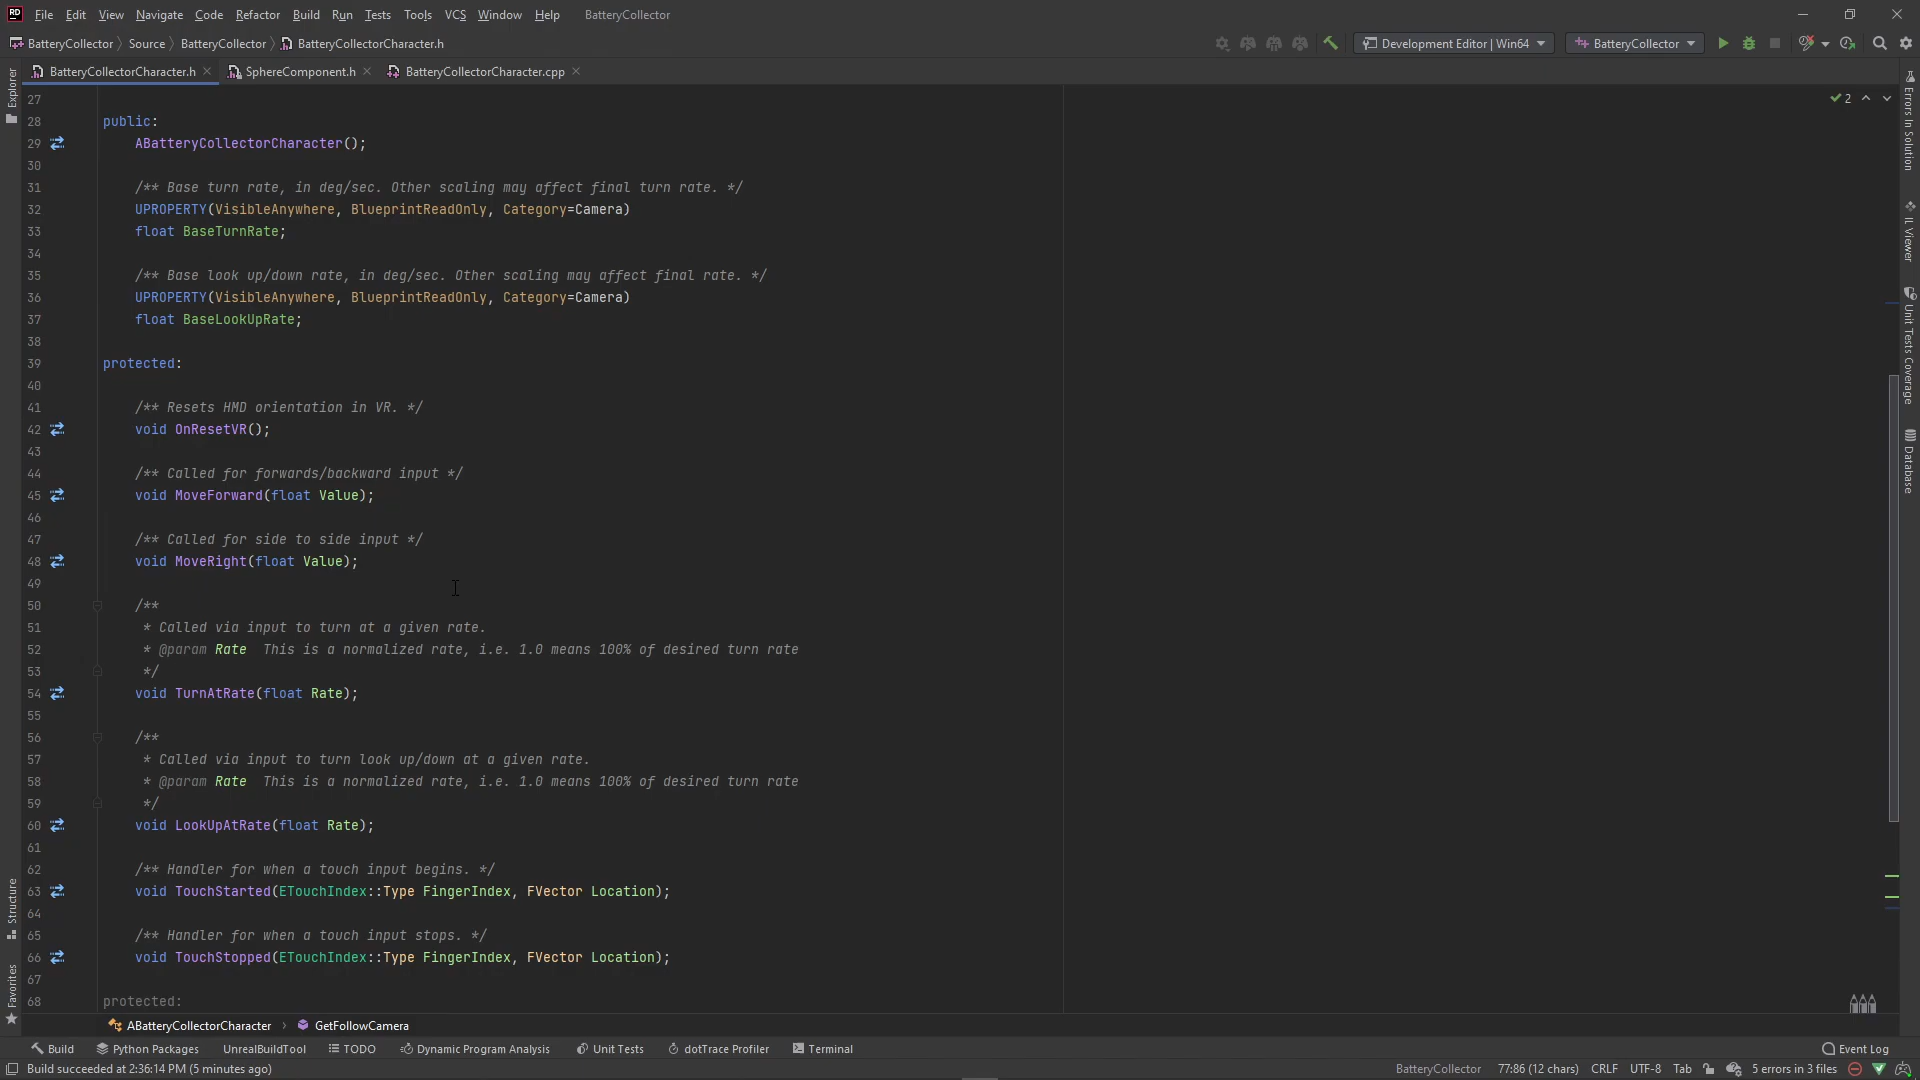 File Edit View Navigate Code Refactor Build Run Tests Tools VCS Window Help BatteryCollector
BatteryCollector Source BatteryCollector BatteryCollectorCharacter.h Development Editor | Win64 BatteryCollector
BatteryCollectorCharacter.h SphereComponent.h BatteryCollectorCharacter.cpp
27
28 public:
29 ABatteryCollectorCharacter();
30
31 /** Base turn rate, in deg/sec. Other scaling may affect final turn rate. */
32 UPROPERTY(VisibleAnywhere, BlueprintReadOnly, Category=Camera)
33 float BaseTurnRate;
34
35 /** Base look up/down rate, in deg/sec. Other scaling may affect final rate. */
36 UPROPERTY(VisibleAnywhere, BlueprintReadOnly, Category=Camera)
37 float BaseLookUpRate;
38
39 protected:
40
41 /** Resets HMD orientation in VR. */
42 void OnResetVR();
43
44 /** Called for forwards/backward input */
45 void MoveForward(float Value);
46
47 /** Called for side to side input */
48 void MoveRight(float Value);
49
50 /**
51 * Called via input to turn at a given rate.
52 * @param Rate This is a normalized rate, i.e. 1.0 means 100% of desired turn rate
53 */
54 void TurnAtRate(float Rate);
55
56 /**
57 * Called via input to turn look up/down at a given rate.
58 * @param Rate This is a normalized rate, i.e. 1.0 means 100% of desired turn rate
59 */
60 void LookUpAtRate(float Rate);
61
62 /** Handler for when a touch input begins. */
63 void TouchStarted(ETouchIndex::Type FingerIndex, FVector Location);
64
65 /** Handler for when a touch input stops. */
66 void TouchStopped(ETouchIndex::Type FingerIndex, FVector Location);
67
68 protected:
2
Explorer
Structure
Favorites
Errors In Solution
IL Viewer
Unit Tests Coverage
Database
ABatteryCollectorCharacter GetFollowCamera
Build Python Packages UnrealBuildTool TODO Dynamic Program Analysis Unit Tests dotTrace Profiler Terminal Event Log
Build succeeded at 2:36:14 PM (5 minutes ago) BatteryCollector 77:86 (12 chars) CRLF UTF-8 Tab 5 errors in 3 files